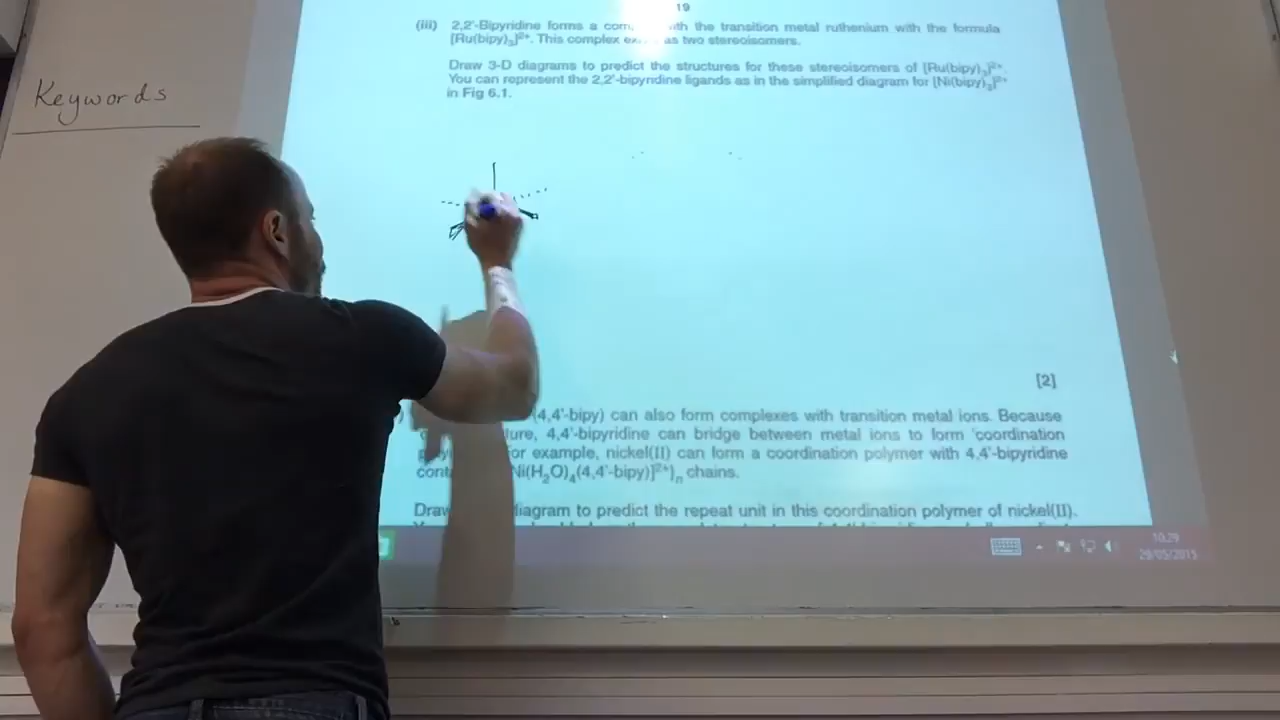 19
Keywords
(iii) 2,2'-Bipyridine forms a com th the transition metal ruthenium with the formula
[Ru(bipy)3]2+. This complex as two stereoisomers.
Draw 3-D diagrams to predict the structures for these stereoisomers of [Ru(bipy)3]2+
You can represent the 2,2'-bipyridine ligands as in the simplified diagram for [Ni(bipy)3]2+
in Fig 6.1.
[2]
(4,4'-bipy) can also form complexes with transition metal ions. Because
ture, 4,4'-bipyridine can bridge between metal ions to form 'coordination
or example, nickel(II) can form a coordination polymer with 4,4'-bipyridine
cont Ni(H2O)4(4,4'-bipy)]2+)n chains.
Draw diagram to predict the repeat unit in this coordination polymer of nickel(II).
10:29
29/05/2015